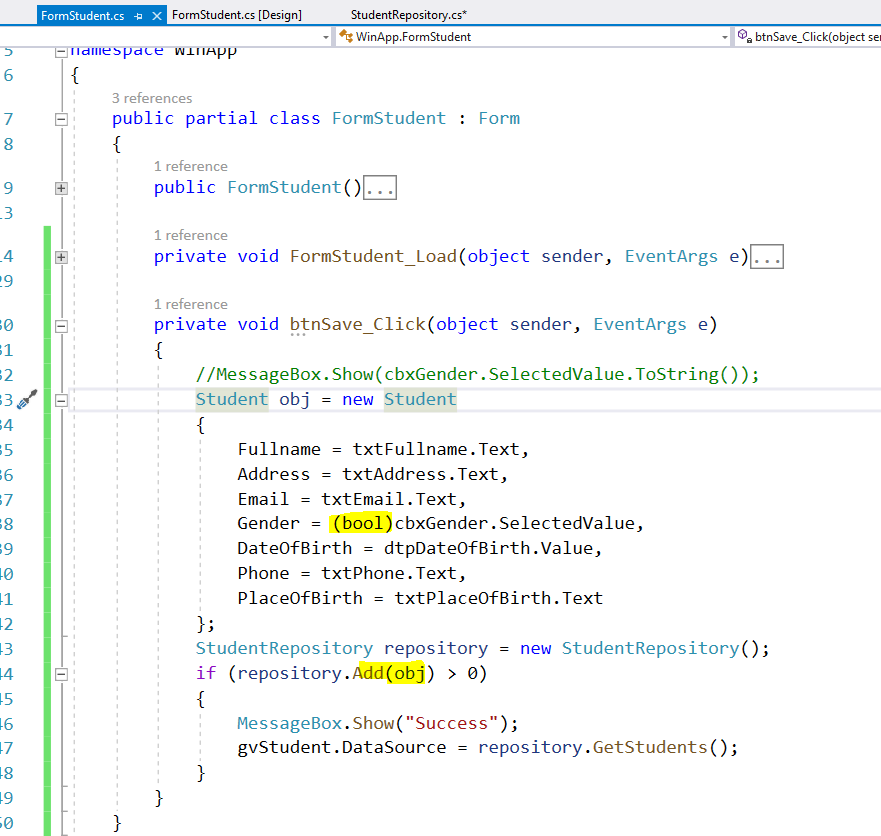 FormStudent.cs FormStudent.cs [Design] StudentRepository.cs*
WinApp.FormStudent btnSave_Click(object se
5 namespace WinApp
6 {
3 references
7 public partial class FormStudent : Form
8 {
1 reference
9 public FormStudent()...
13
1 reference
14 private void FormStudent_Load(object sender, EventArgs e)...
29
1 reference
30 private void btnSave_Click(object sender, EventArgs e)
31 {
32 //MessageBox.Show(cbxGender.SelectedValue.ToString());
33 Student obj = new Student
34 {
35 Fullname = txtFullname.Text,
36 Address = txtAddress.Text,
37 Email = txtEmail.Text,
38 Gender = (bool)cbxGender.SelectedValue,
39 DateOfBirth = dtpDateOfBirth.Value,
40 Phone = txtPhone.Text,
41 PlaceOfBirth = txtPlaceOfBirth.Text
42 };
43 StudentRepository repository = new StudentRepository();
44 if (repository.Add(obj) > 0)
45 {
46 MessageBox.Show("Success");
47 gvStudent.DataSource = repository.GetStudents();
48 }
49 }
50 }